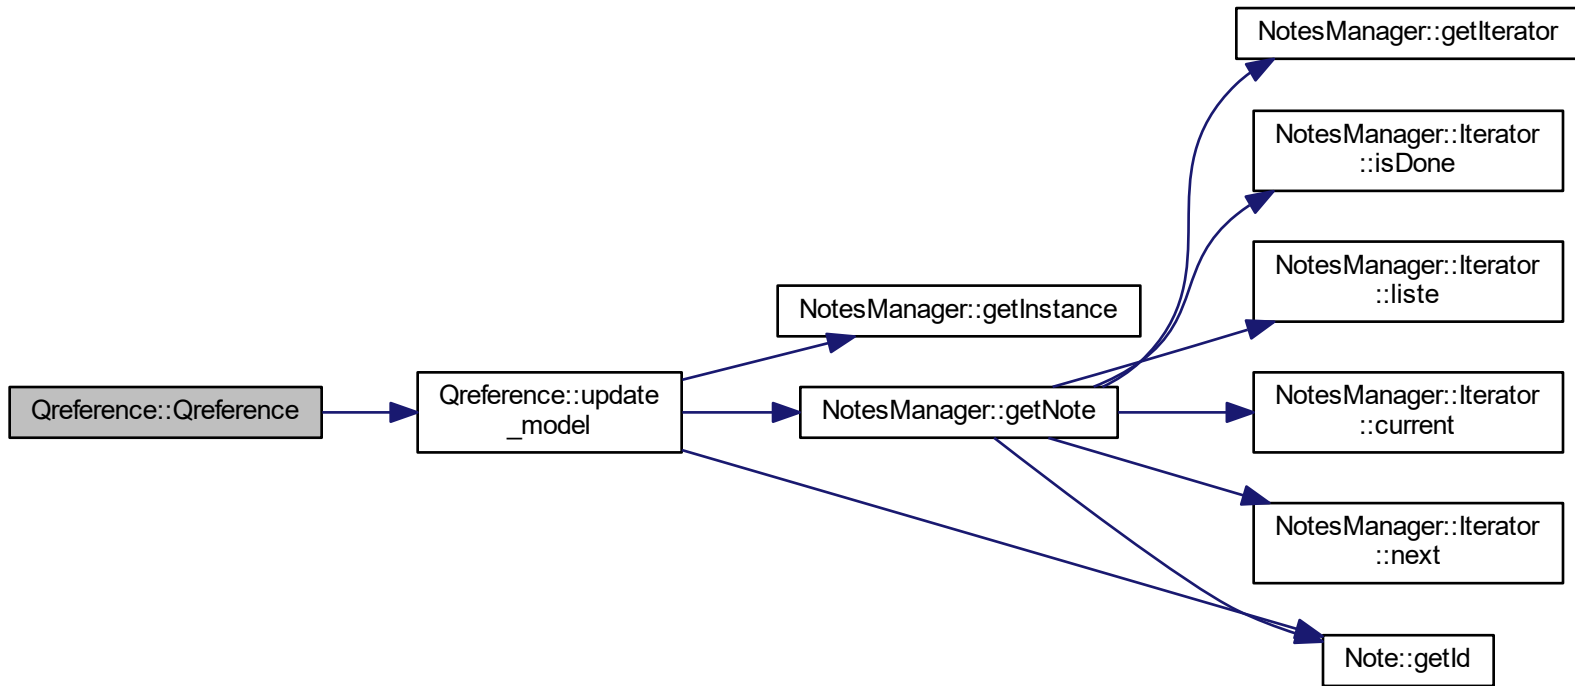 NotesManager::getIterator
NotesManager::Iterator
::isDone
NotesManager::Iterator
::liste
NotesManager::getInstance
Qreference::Qreference
Qreference::update
_model
NotesManager::getNote
NotesManager::Iterator
::current
NotesManager::Iterator
::next
Note::getId